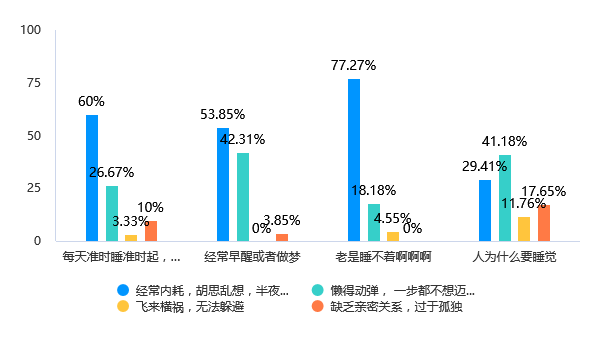 100
77.27%
75
60%
53.85%
50
42.31%
41.18%
29.41%
26.67%
25
18.18%
17.65%
11.76%
10%
3.33%
0%
3.85%
4.55%
0%
0
每天准时睡准时起，...
经常早醒或者做梦
老是睡不着啊啊啊
人为什么要睡觉
经常内耗，胡思乱想，半夜...
懒得动弹， 一步都不想迈...
飞来横祸，无法躲避
缺乏亲密关系，过于孤独